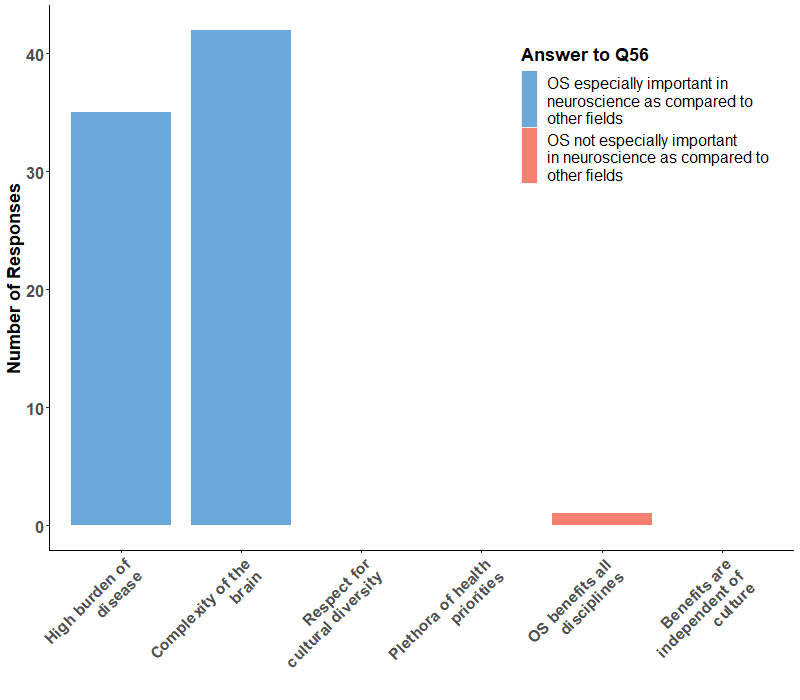 Answer to Q56
OS especially important in
neuroscience as compared to
other fields
OS not especially important
in neuroscience as compared to
other fields
Number of Responses
40
30
20
10
0
High burden of
disease
Complexity of the
brain
Respect for
cultural diversity
Plethora of health
priorities
OS benefits all
disciplines
Benefits are
independent of
culture